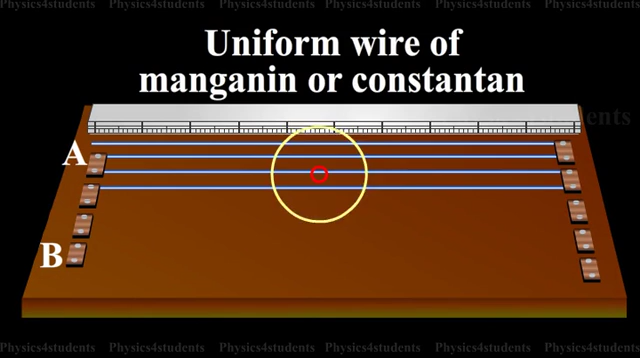 Physics4students Physics4students Physics4students Physics4students Physics4students Physics4students
Uniform wire of
manganin or constantan
A
B
Physics4students Physics4students Physics4students Physics4students Physics4students Physics4students